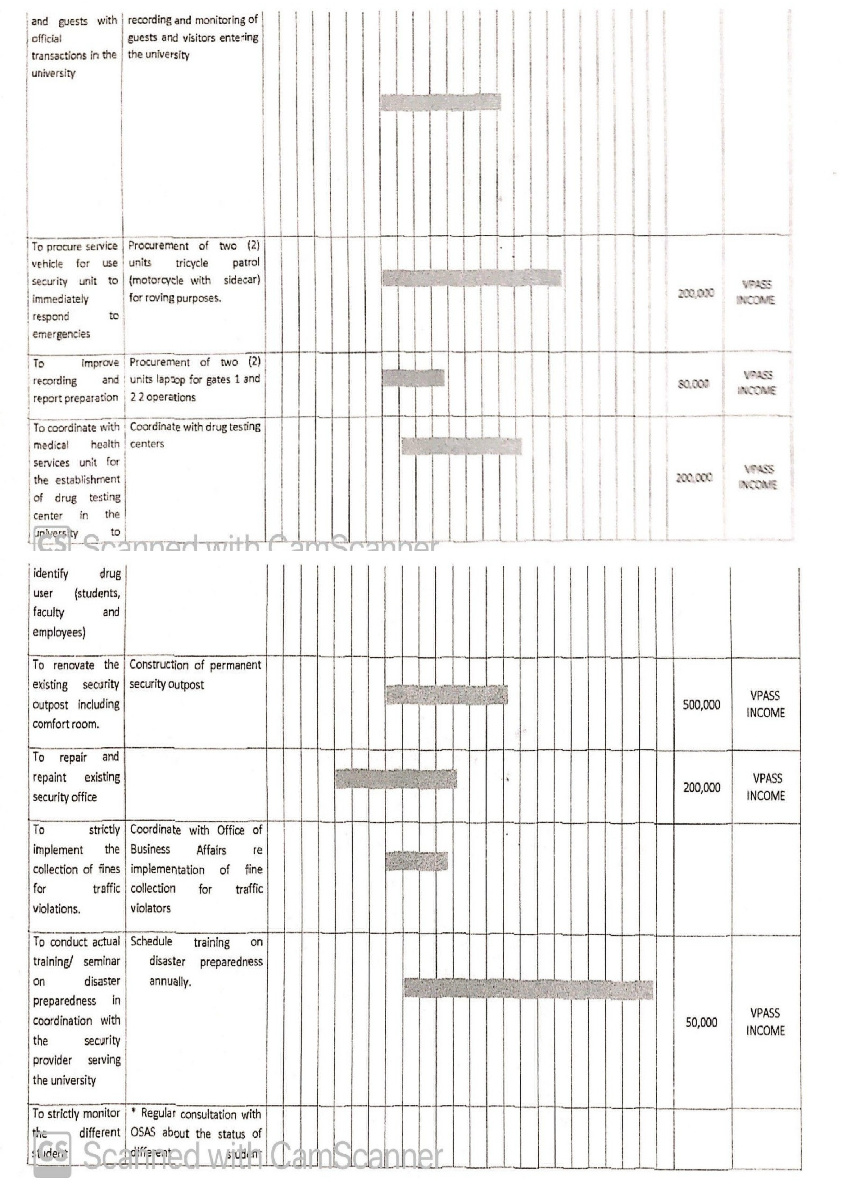 and guests with
official
transactions in the
university
recording and monitoring of
guests and visitors entering
the university
To procure service
vehicle for use
security unit to
immediately
respond to
emergencies
Procurement of two (2)
units tricycle patrol
(motorcycle with sidecar)
for roving purposes.
200,000
VPASS
INCOME
To improve
recording and
report preparation
Procurement of two (2)
units laptop for gates 1 and
2 2 operations
80,000
VPASS
INCOME
To coordinate with
medical health
services unit for
the establishment
of drug testing
center in the
university to
Coordinate with drug testing
centers
200,000
VPASS
INCOME
CS Scanned with CamScanner
identify drug
user (students,
faculty and
employees)
To renovate the
existing security
outpost including
comfort room.
Construction of permanent
security outpost
500,000
VPASS
INCOME
To repair and
repaint existing
security office
200,000
VPASS
INCOME
To strictly
implement the
collection of fines
for traffic
violations.
Coordinate with Office of
Business Affairs re
implementation of fine
collection for traffic
violators
To conduct actual
training/ seminar
on disaster
preparedness in
coordination with
the security
provider serving
the university
Schedule training on
disaster preparedness
annually.
50,000
VPASS
INCOME
To strictly monitor
the different
student
* Regular consultation with
OSAS about the status of
different student
CS Scanned with CamScanner